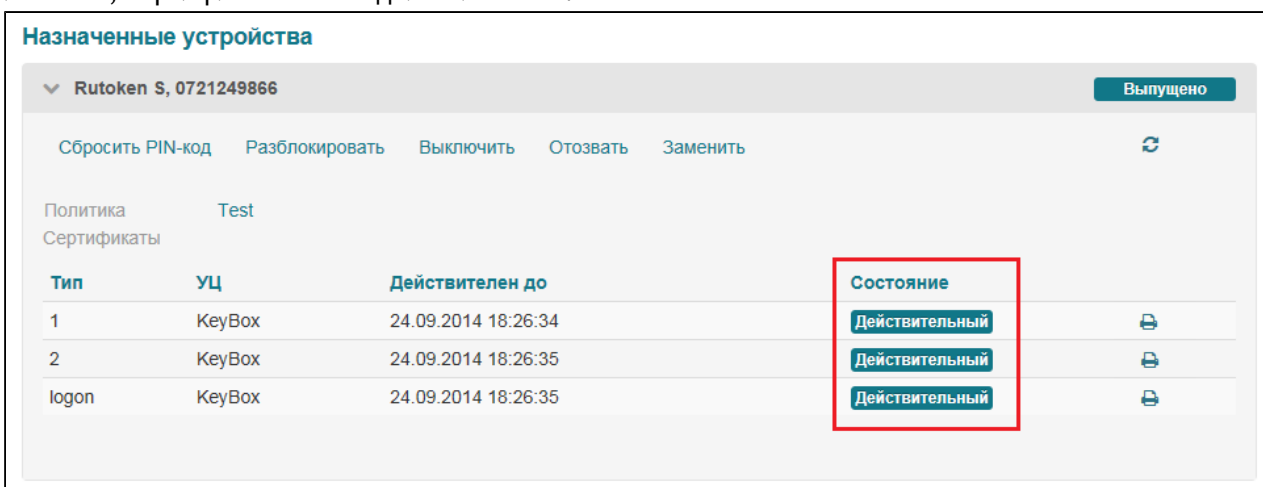 Назначенные устройства
Rutoken S, 0721249866 Выпущено
Сбросить PIN-код Разблокировать Выключить Отозвать Заменить
Политика Test
Сертификаты
Тип УЦ Действителен до Состояние
1 KeyBox 24.09.2014 18:26:34 Действительный
2 KeyBox 24.09.2014 18:26:35 Действительный
logon KeyBox 24.09.2014 18:26:35 Действительный